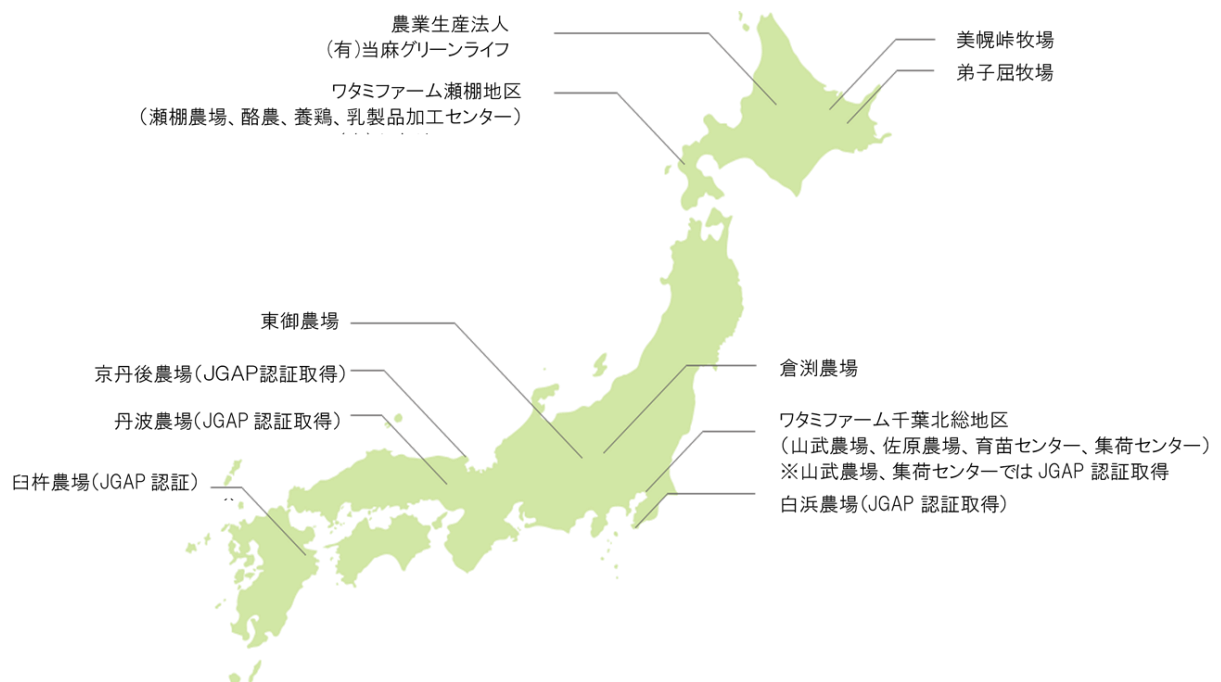 農業生産法人
(有)当麻グリーンライフ
ワタミファーム瀬棚地区
(瀬棚農場、酪農、養鶏、乳製品加工センター)
美幌峠牧場
弟子屈牧場
東御農場
京丹後農場(JGAP認証取得)
丹波農場(JGAP 認証取得)
臼杵農場(JGAP 認証)
倉渕農場
ワタミファーム千葉北総地区
(山武農場、佐原農場、育苗センター、集荷センター)
※山武農場、集荷センターでは JGAP 認証取得
白浜農場(JGAP 認証取得)